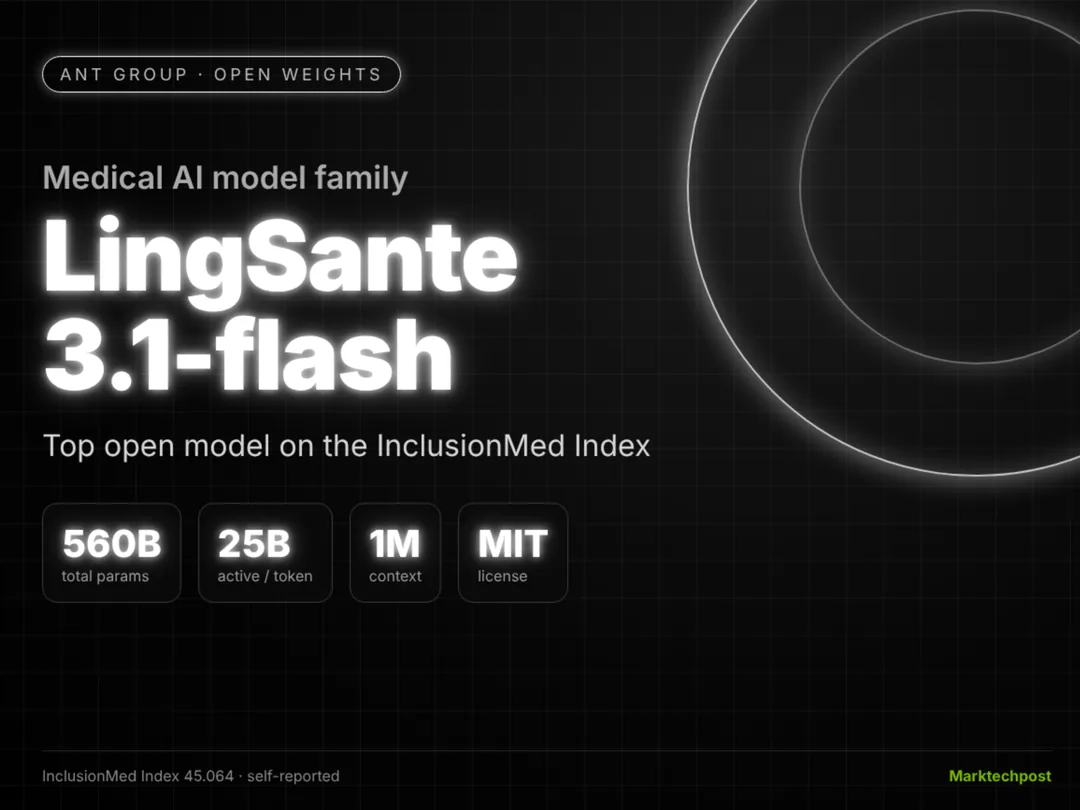 ANT GROUP · OPEN WEIGHTS
Medical AI model family
LingSante
3.1-flash
Top open model on the InclusionMed Index
560B
total params
25B
active / token
1M
context
MIT
license
InclusionMed Index 45.064 · self-reported
Marktechpost